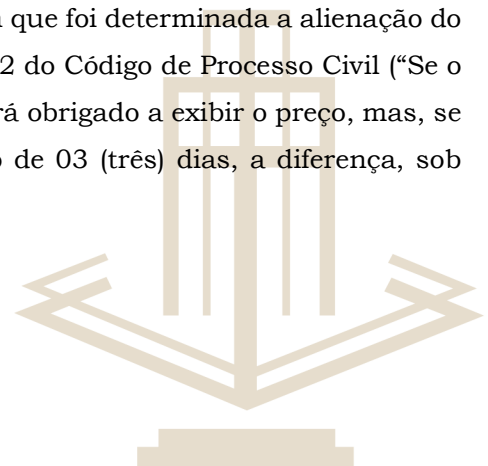 que foi determinada a alienação do
2 do Código de Processo Civil (“Se o
rá obrigado a exibir o preço, mas, se
de 03 (três) dias, a diferença, sob